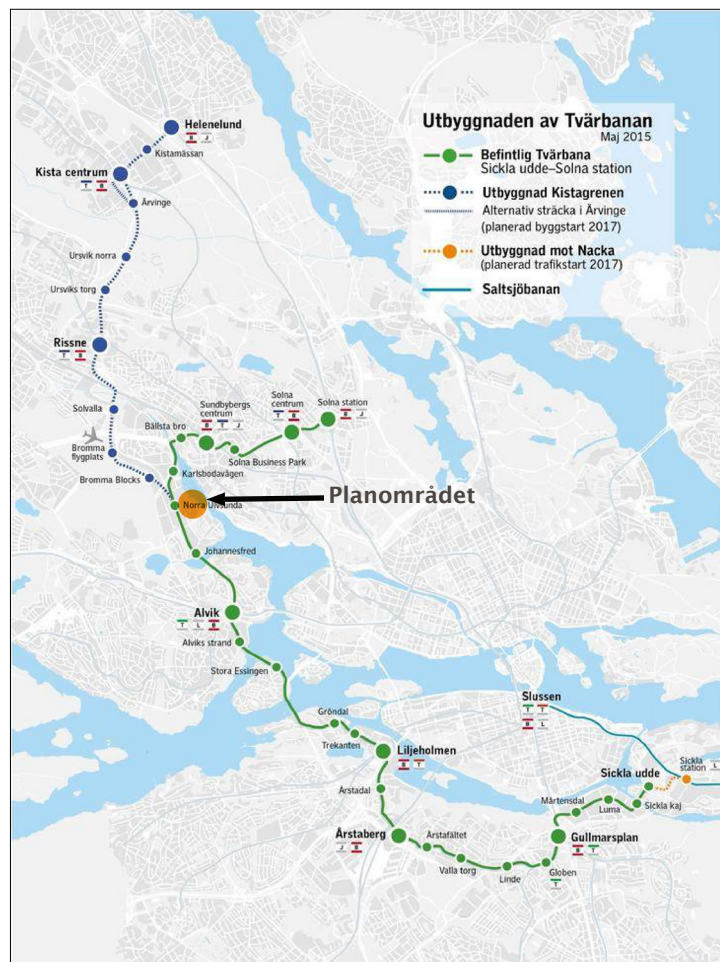 Utbyggnaden av Tvärbanan
Maj 2015
Befintlig Tvärbana
Sickla udde–Solna station
Utbyggnad Kistagrenen
Alternativ sträcka i Ärvinge
(planerad byggstart 2017)
Utbyggnad mot Nacka
(planerad trafikstart 2017)
Saltsjöbanan
Helenelund
B J
Kistamässan
Kista centrum
T B
Ärvinge
Ursvik norra
Ursviks torg
Rissne
T B
Solvalla
Bromma
flygplats
Bromma Blocks
Bällsta bro
Sundbybergs
centrum
B T J
Solna
centrum
T B
Solna station
B J
Solna Business Park
Karlsbodavägen
Norra Ulvsunda
Planområdet
Johannesfred
Alvik
T L B
Alviks strand
Stora Essingen
Gröndal
Trekanten
Liljeholmen
B T
Årstadal
Årstaberg
J B
Årstafältet
Valla torg
Linde
Globen
T
Gullmarsplan
B T
Mårtensdal
Luma
Sickla kaj
Sickla udde
Sickla
station
L
Slussen
T T
B L